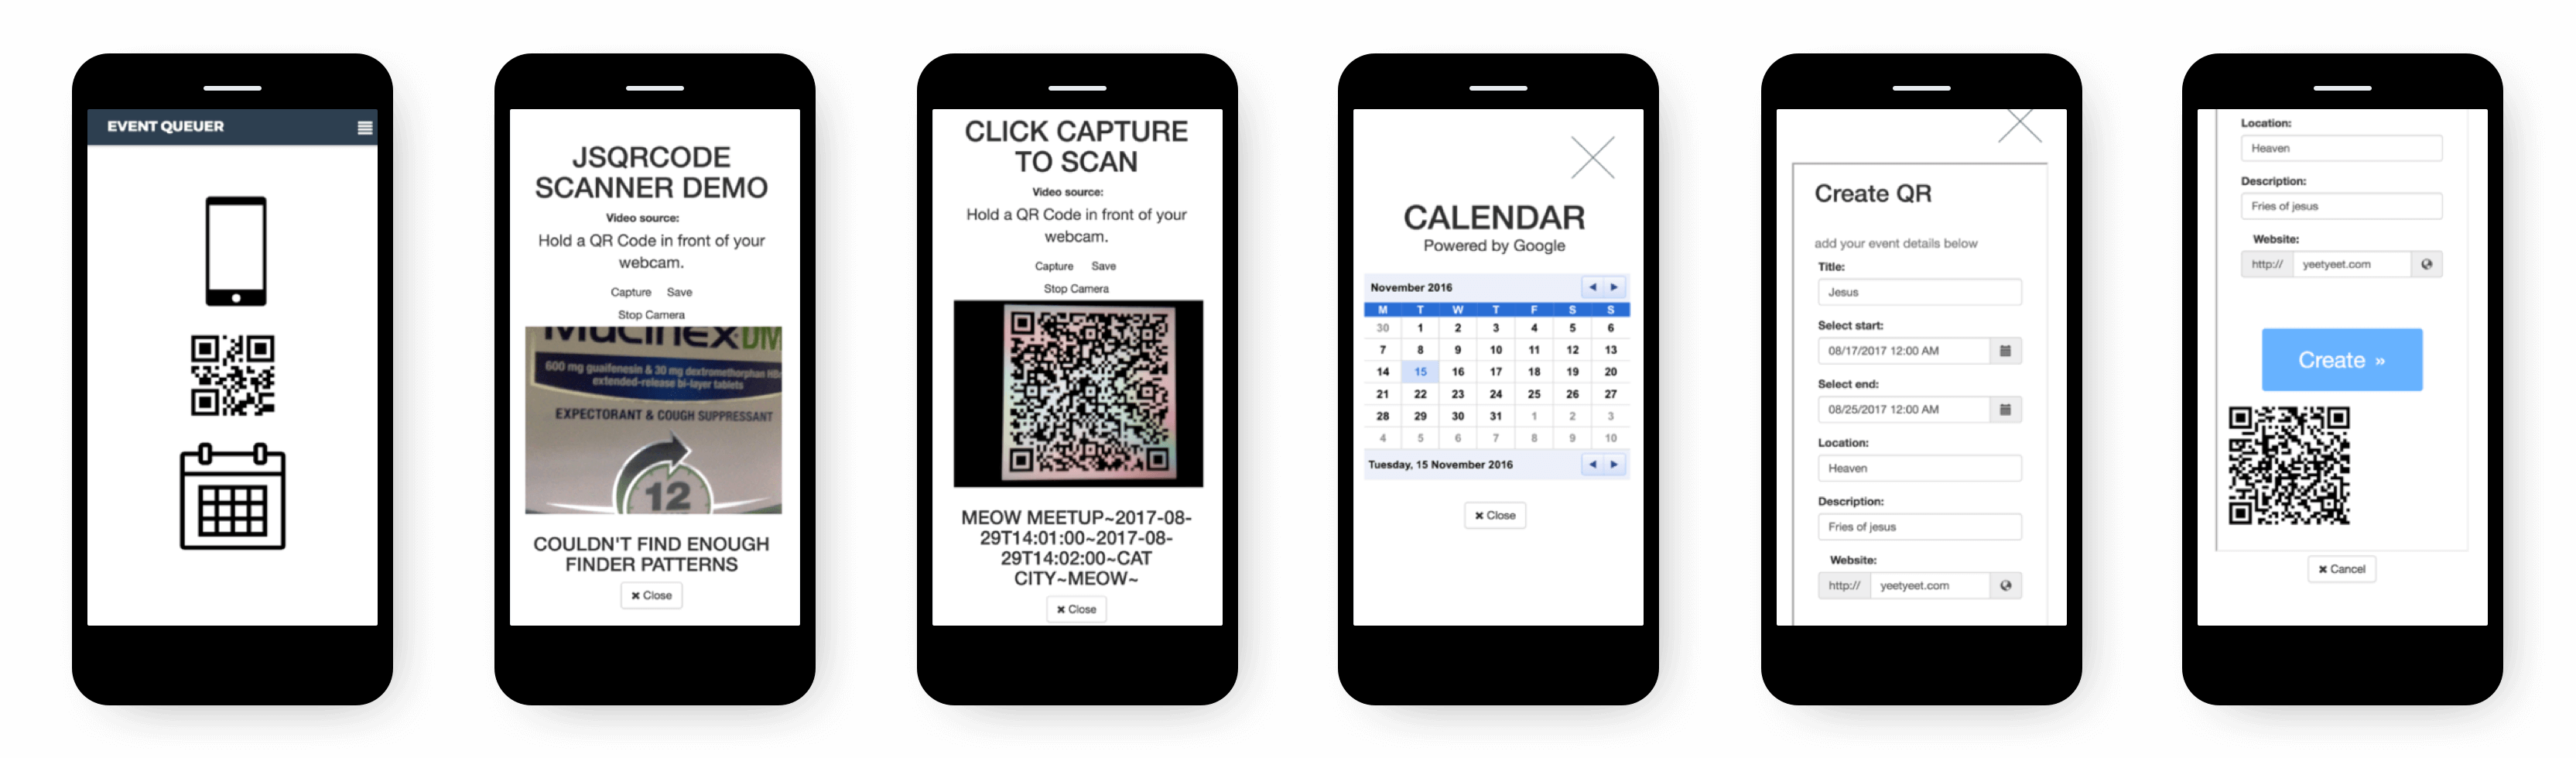 EVENT QUEUER
JSQRCODE
SCANNER DEMO
Video source:
Hold a QR Code in front of your
webcam.
Capture Save
Stop Camera
Mucinex DM
600 mg guaifenesin & 30 mg dextromethorphan HBr
extended-release bi-layer tablets
EXPECTORANT & COUGH SUPPRESSANT
12
COULDN'T FIND ENOUGH
FINDER PATTERNS
✖ Close
CLICK CAPTURE
TO SCAN
Video source:
Hold a QR Code in front of your
webcam.
Capture Save
Stop Camera
MEOW MEETUP~2017-08-
29T14:01:00~2017-08-
29T14:02:00~CAT
CITY~MEOW~
✖ Close
CALENDAR
Powered by Google
November 2016
M T W T F S S
30 1 2 3 4 5 6
7 8 9 10 11 12 13
14 15 16 17 18 19 20
21 22 23 24 25 26 27
28 29 30 31 1 2 3
4 5 6 7 8 9 10
Tuesday, 15 November 2016
✖ Close
Create QR
add your event details below
Title:
Jesus
Select start:
08/17/2017 12:00 AM
Select end:
08/25/2017 12:00 AM
Location:
Heaven
Description:
Fries of jesus
Website:
http:// yeetyeet.com
Location:
Heaven
Description:
Fries of jesus
Website:
http:// yeetyeet.com
Create »
✖ Cancel